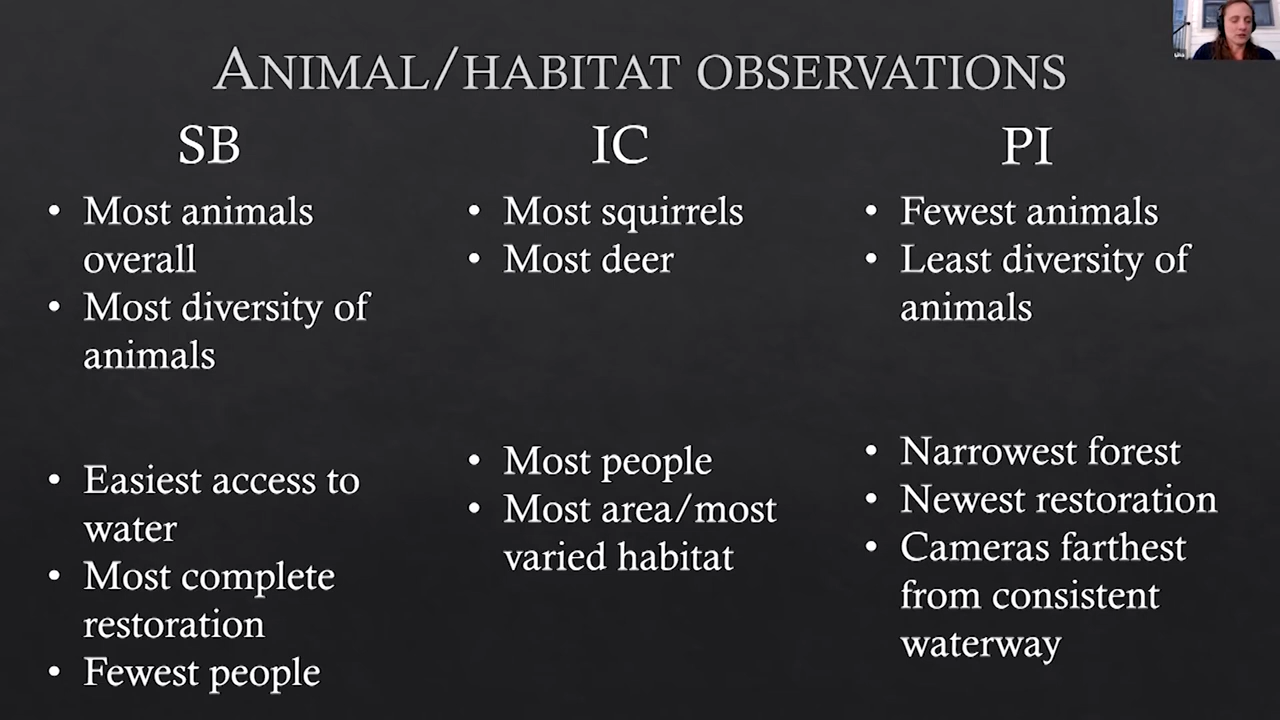 ANIMAL/HABITAT OBSERVATIONS
SB
• Most animals
overall
• Most diversity of
animals
• Easiest access to
water
• Most complete
restoration
• Fewest people
IC
• Most squirrels
• Most deer
• Most people
• Most area/most
varied habitat
PI
• Fewest animals
• Least diversity of
animals
• Narrowest forest
• Newest restoration
• Cameras farthest
from consistent
waterway